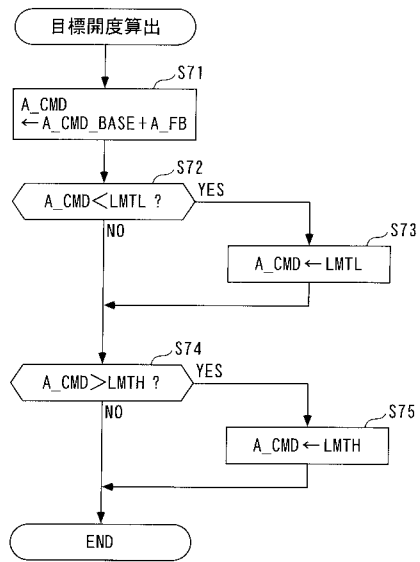 目標開度算出
S71
A_CMD
←A_CMD_BASE+A_FB
S72
A_CMD<LMTL ?
YES
NO
S73
A_CMD←LMTL
S74
A_CMD>LMTH ?
YES
NO
S75
A_CMD←LMTH
END